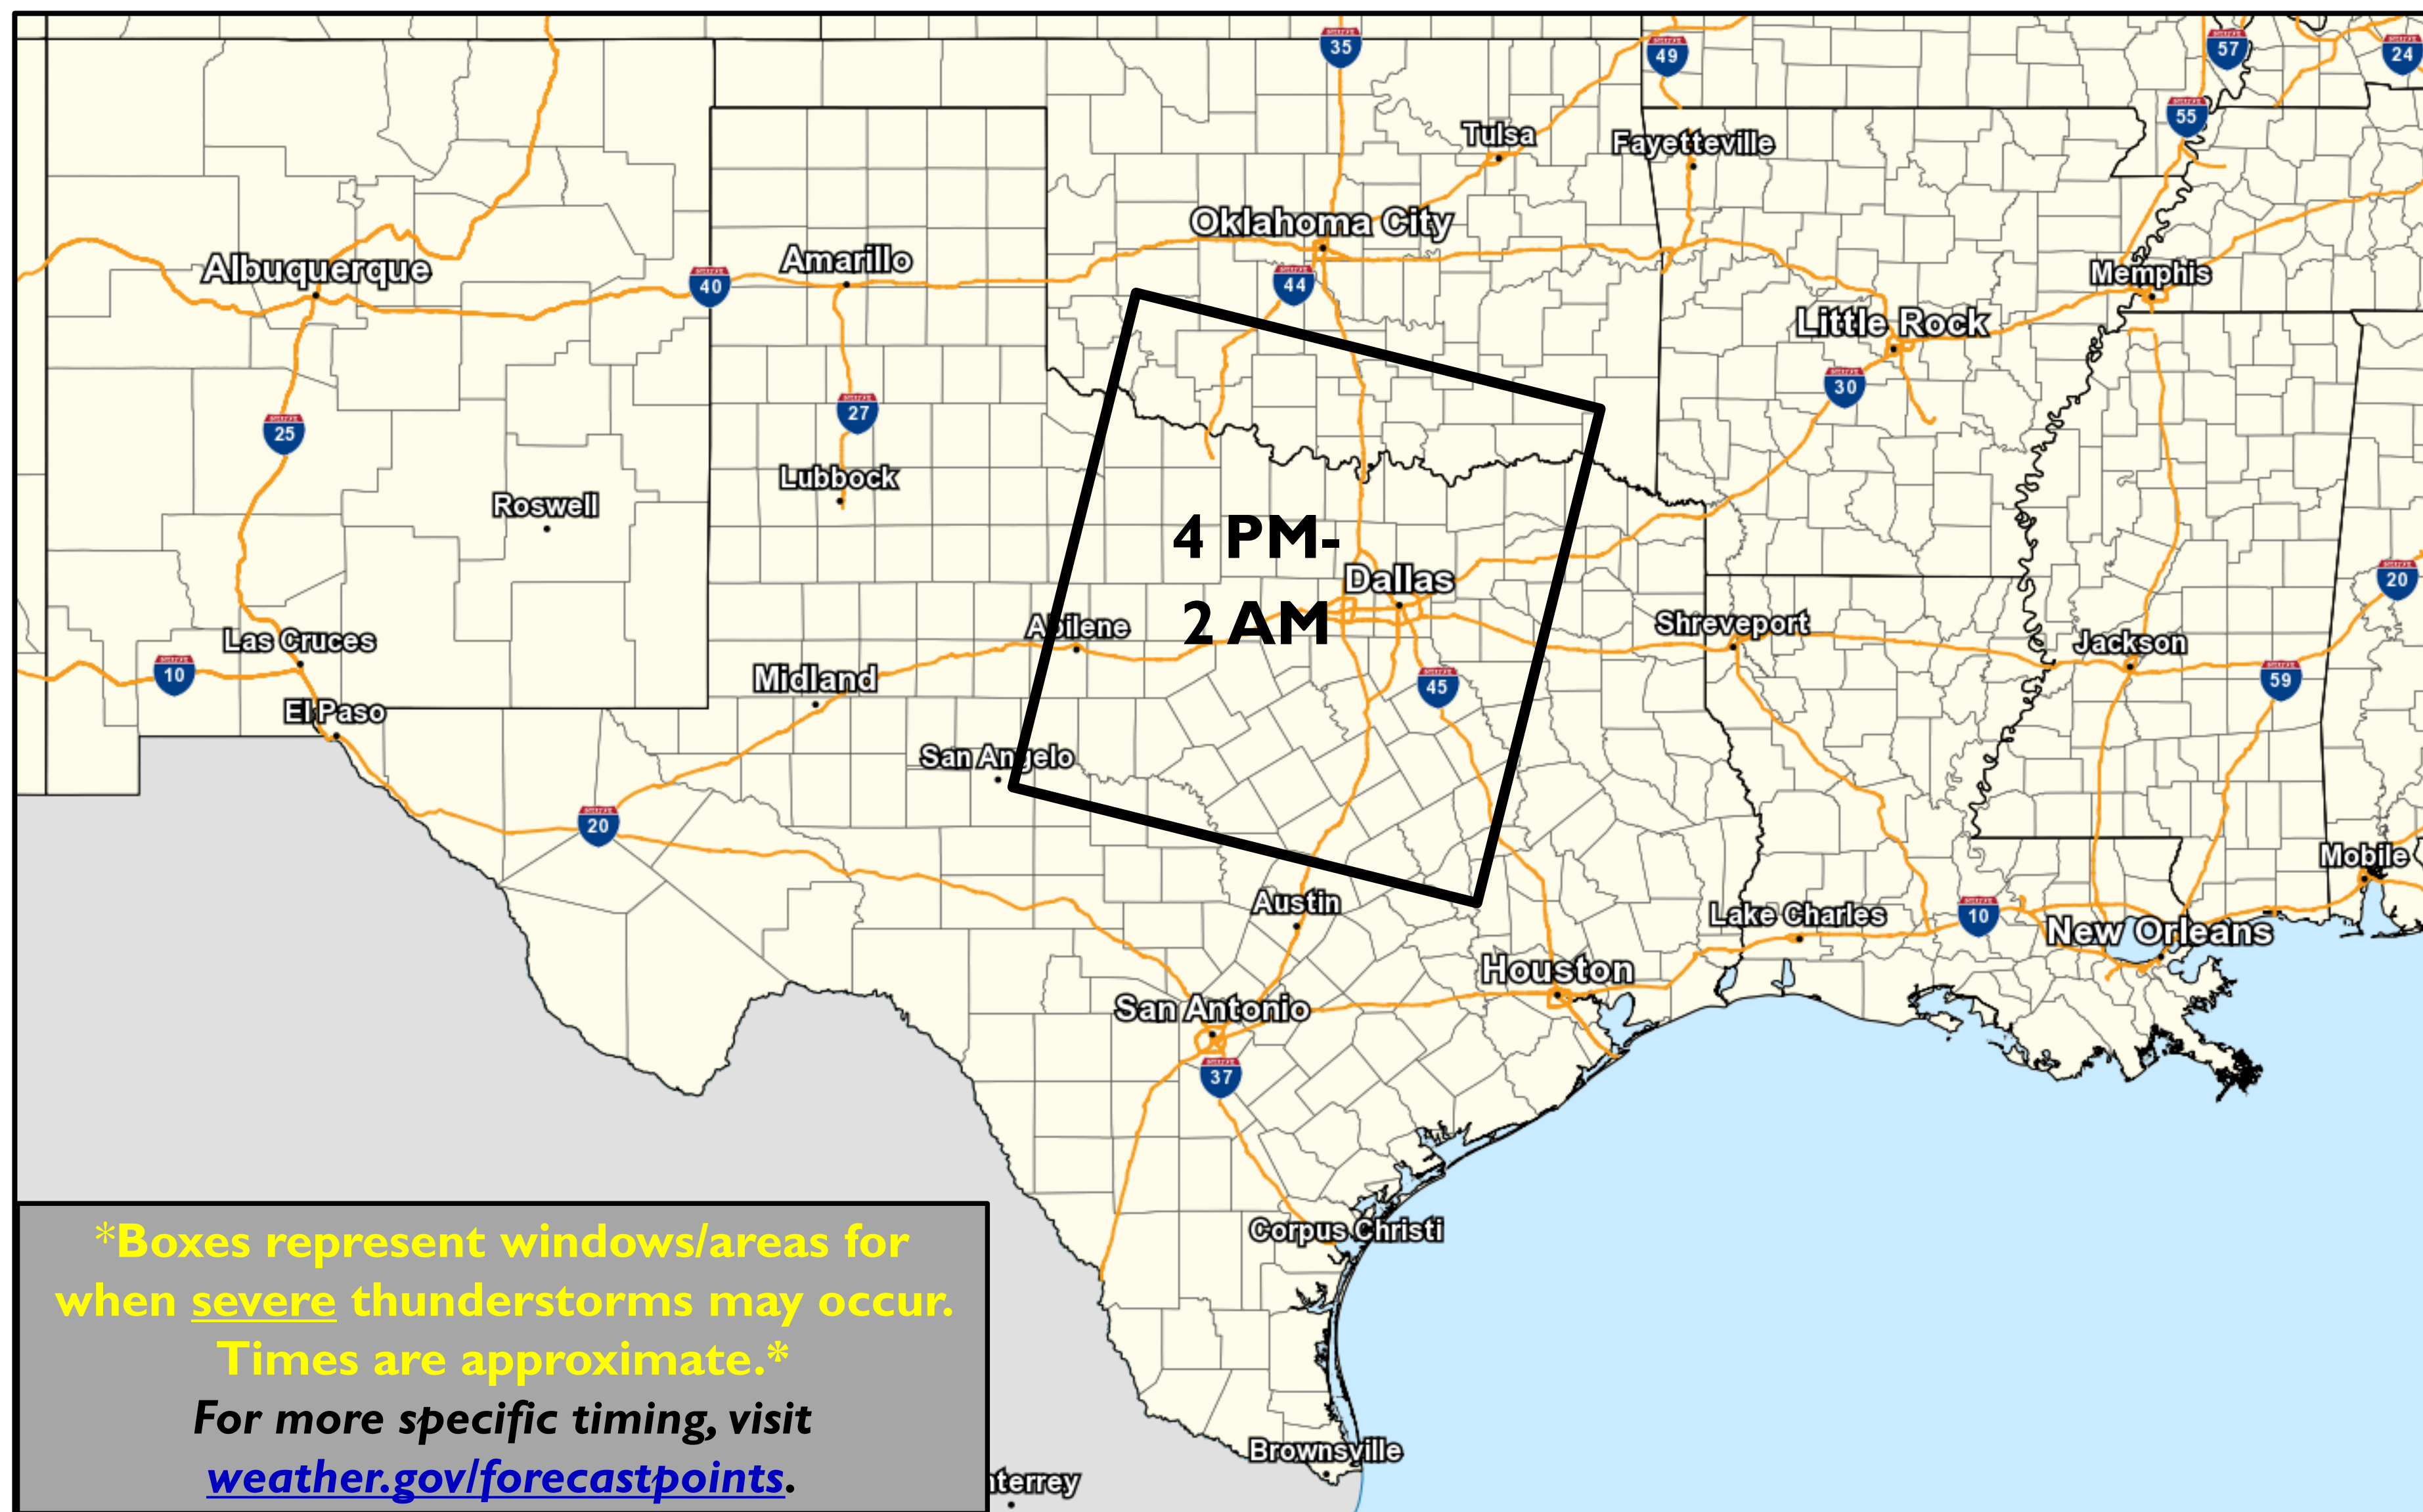 35
49
57
24
55
Tulsa
Fayetteville
Oklahoma City
Albuquerque
Amarillo
40
44
Memphis
Little Rock
30
27
25
Lubbock
Roswell
4 PM-
2 AM
Dallas
20
Abilene
Shreveport
Las Cruces
10
Midland
45
Jackson
59
El Paso
San Angelo
20
Mobile
Austin
Lake Charles
10
New Orleans
Houston
San Antonio
37
Corpus Christi
Brownsville
nterrey
*Boxes represent windows/areas for
when severe thunderstorms may occur.
Times are approximate.*
For more specific timing, visit
weather.gov/forecastpoints.